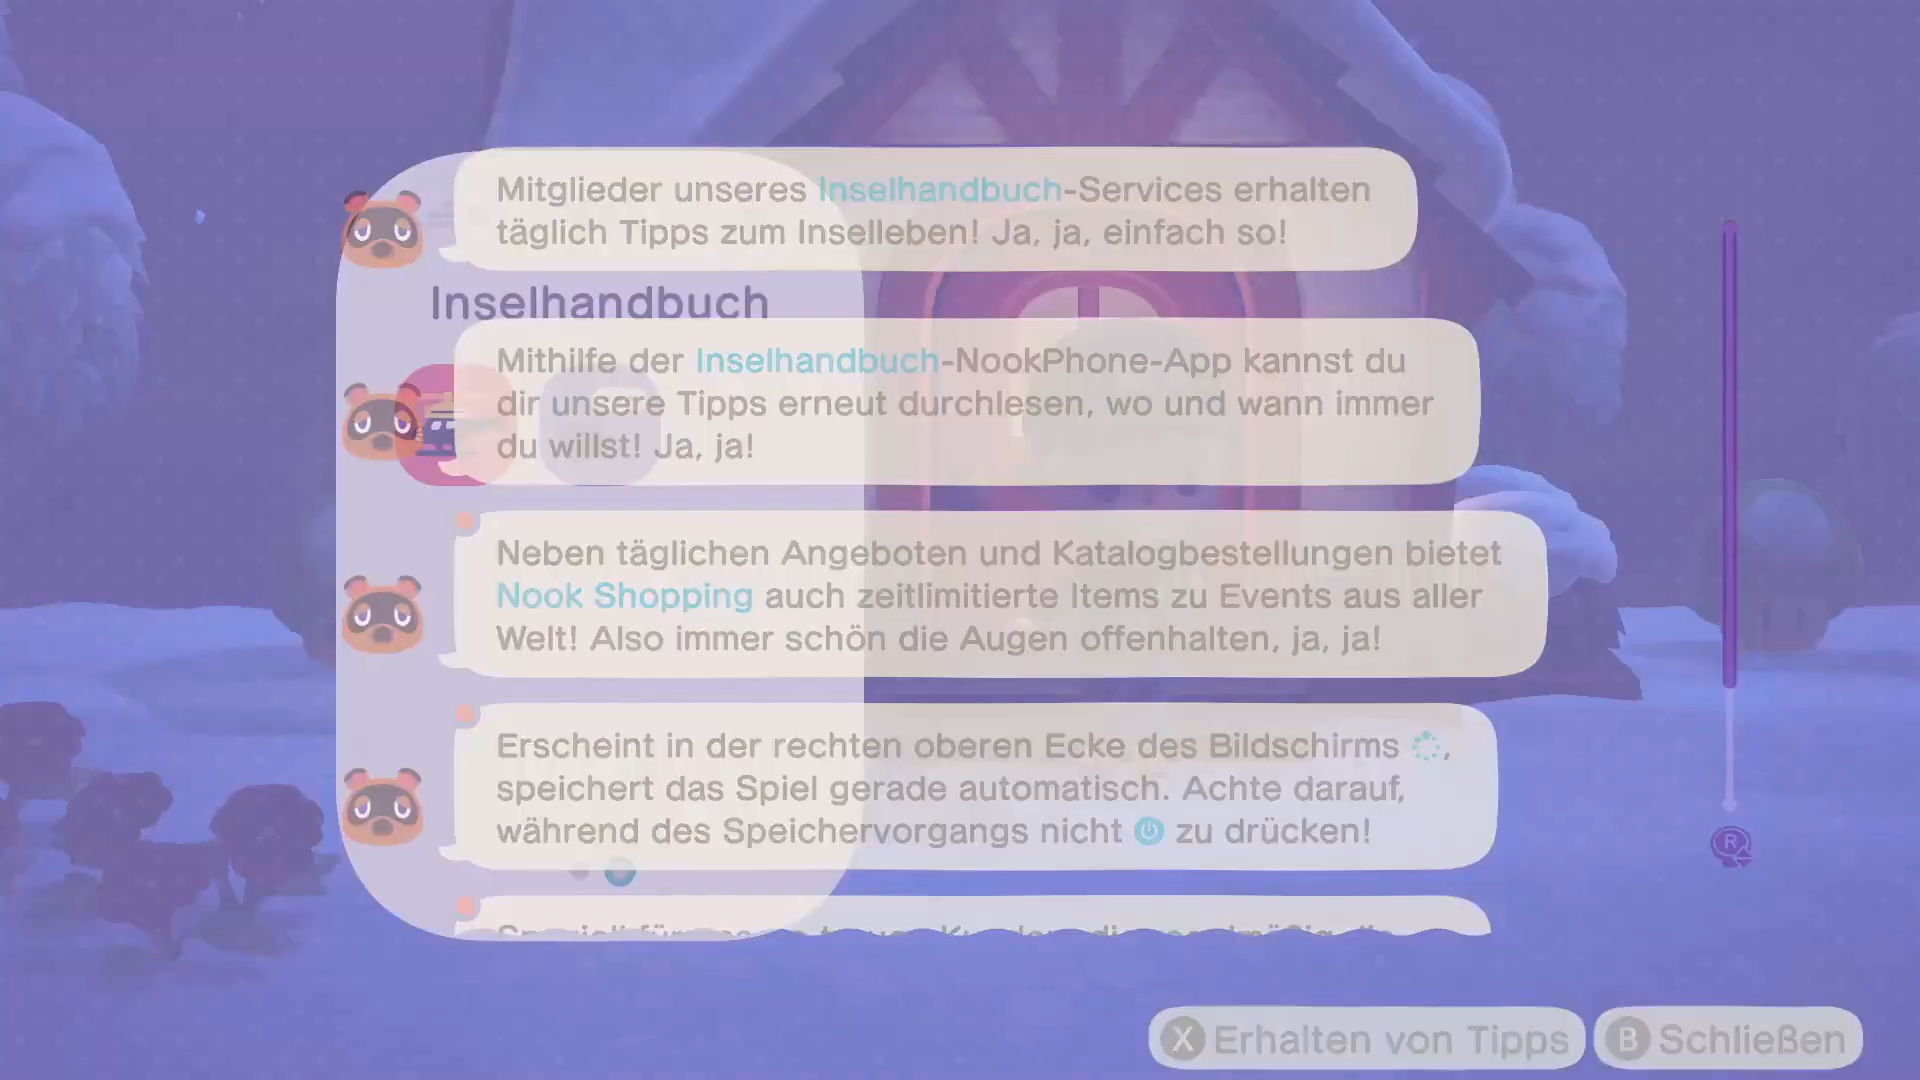 Mitglieder unseres Inselhandbuch-Services erhalten
täglich Tipps zum Inselleben! Ja, ja, einfach so!
Inselhandbuch
Mithilfe der Inselhandbuch-NookPhone-App kannst du
dir unsere Tipps erneut durchlesen, wo und wann immer
du willst! Ja, ja!
Neben täglichen Angeboten und Katalogbestellungen bietet
Nook Shopping auch zeitlimitierte Items zu Events aus aller
Welt! Also immer schön die Augen offenhalten, ja, ja!
Erscheint in der rechten oberen Ecke des Bildschirms ,
speichert das Spiel gerade automatisch. Achte darauf,
während des Speichervorgangs nicht zu drücken!
R
X Erhalten von Tipps B Schließen